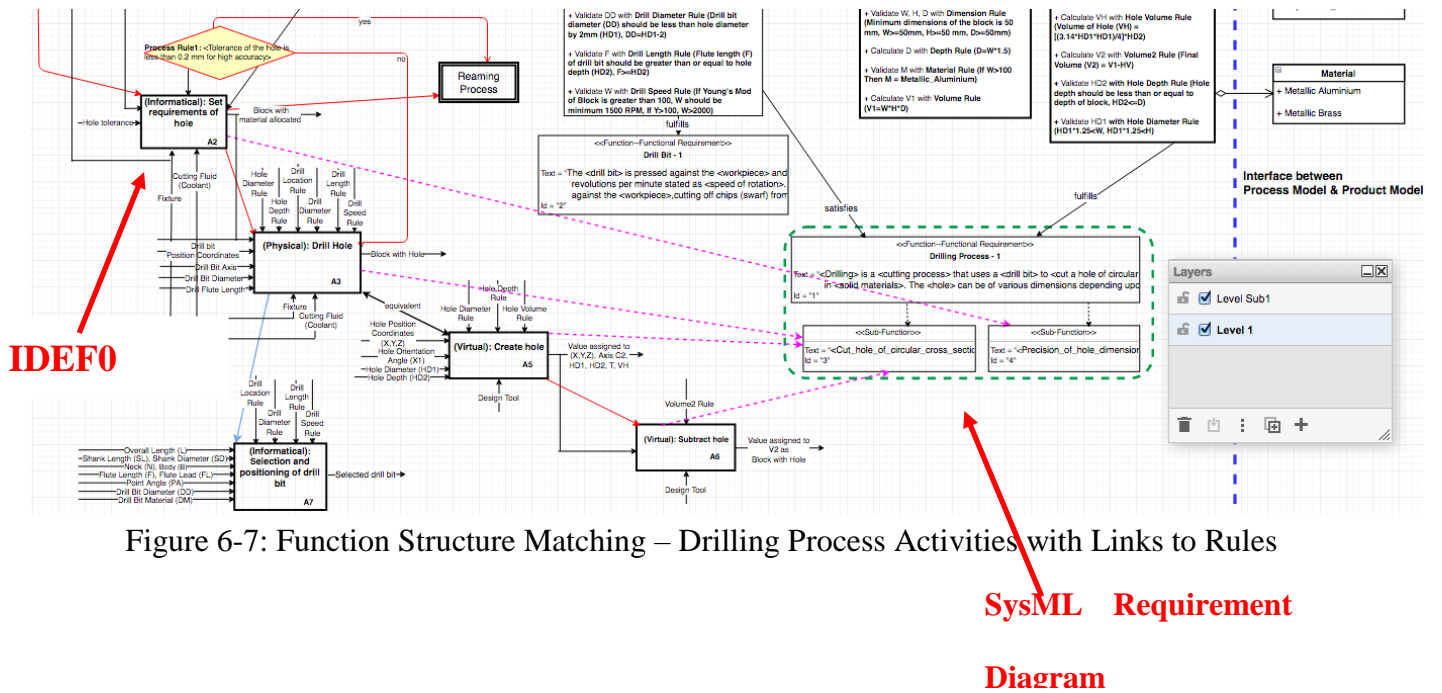 yes
Process Rule1: <Tolerance of the hole is
less than 0.2 mm for high accuracy>
no
Reaming
Process
(Informatical): Set
requirements of
hole
A2
Hole tolerance
Block with
material allocated
Cutting Fluid
(Coolant)
Fixture
Hole
Diameter
Rule
Drill
Location
Rule
Drill
Length
Rule
Hole
Depth
Rule
Drill
Diameter
Rule
Drill
Speed
Rule
(Physical): Drill Hole
A3
Drill bit
Position Coordinates
Drill Bit Axis
Drill Bit Diameter
Drill Flute Length
Block with Hole
Fixture
Cutting Fluid
(Coolant)
equivalent
Hole Depth
Rule
Hole Diameter
Rule
Hole Volume
Rule
Hole Position
Coordinates
(X,Y,Z)
Hole Orientation
Angle (X1)
Hole Diameter (HD1)
Hole Depth (HD2)
(Virtual): Create hole
A5
Value assigned to
(X,Y,Z), Axis C2,
HD1, HD2, T, VH
Design Tool
Volume2 Rule
(Virtual): Subtract hole
A6
Value assigned to
V2 as
Block with Hole
Design Tool
Drill
Location
Rule
Drill
Length
Rule
Drill
Diameter
Rule
Drill
Speed
Rule
Overall Length (L)
Shank Length (SL), Shank Diameter (SD)
Neck (N), Body (B)
Flute Length (F), Flute Lead (FL)
Point Angle (PA)
Drill Bit Diameter (DD)
Drill Bit Material (DM)
(Informatical):
Selection and
positioning of drill
bit
A7
Selected drill bit
+ Validate DD with Drill Diameter Rule (Drill bit
diameter (DD) should be less than hole diameter
by 2mm (HD1), DD=HD1-2)
+ Validate F with Drill Length Rule (Flute length (F)
of drill bit should be greater than or equal to hole
depth (HD2), F>=HD2)
+ Validate W with Drill Speed Rule (If Young's Mod
of Block is greater than 100, W should be
minimum 1500 RPM, If Y>100, W>2000)
fulfills
<<Function--Functional Requirement>>
Drill Bit - 1
Text = "The <drill bit> is pressed against the <workpiece> and
revolutions per minute stated as <speed of rotation>.
against the <workpiece>,cutting off chips (swarf) from
Id = "2"
+ Validate W, H, D with Dimension Rule
(Minimum dimensions of the block is 50
mm, W>=50mm, H>=50 mm, D>=50mm)
+ Calculate D with Depth Rule (D=W*1.5)
+ Validate M with Material Rule (If W>100
Then M = Metallic_Aluminium)
+ Calculate V1 with Volume Rule
(V1=W*H*D)
+ Calculate VH with Hole Volume Rule
(Volume of Hole (VH) =
[(3.14*HD1*HD1)/4]*HD2)
+ Calculate V2 with Volume2 Rule (Final
Volume (V2) = V1-HV)
+ Validate HD2 with Hole Depth Rule (Hole
depth should be less than or equal to
depth of block, HD2<=D)
+ Validate HD1 with Hole Diameter Rule
(HD1*1.25<W, HD1*1.25<H)
satisfies
fulfills
<<Function--Functional Requirement>>
Drilling Process - 1
Text = "<Drilling> is a <cutting process> that uses a <drill bit> to <cut a hole of circular
in <solid materials>. The <hole> can be of various dimensions depending upo
Id = "1"
<<Sub-Function>>
Text = "<Cut_hole_of_circular_cross_sectic
Id = "3"
<<Sub-Function>>
Text = "<Precision_of_hole_dimension
Id = "4"
Material
+ Metallic Aluminium
+ Metallic Brass
Interface between
Process Model & Product Model
Layers
Level Sub1
Level 1
IDEF0
Figure 6-7: Function Structure Matching – Drilling Process Activities with Links to Rules
SysML Requirement
Diagram